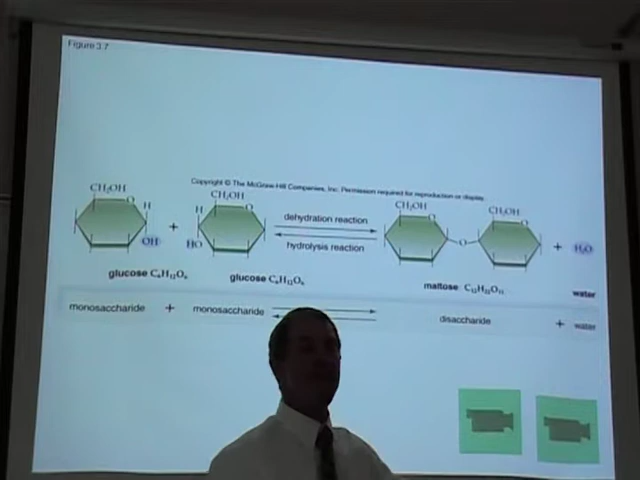 Figure 3.7
Copyright © The McGraw-Hill Companies, Inc. Permission required for reproduction or display.
CH₂OH CH₂OH CH₂OH CH₂OH
O H H O dehydration reaction O O
+ O + H₂O
OH HO hydrolysis reaction
glucose C₆H₁₂O₆ glucose C₆H₁₂O₆ maltose C₁₂H₂₂O₁₁ water
monosaccharide + monosaccharide disaccharide + water